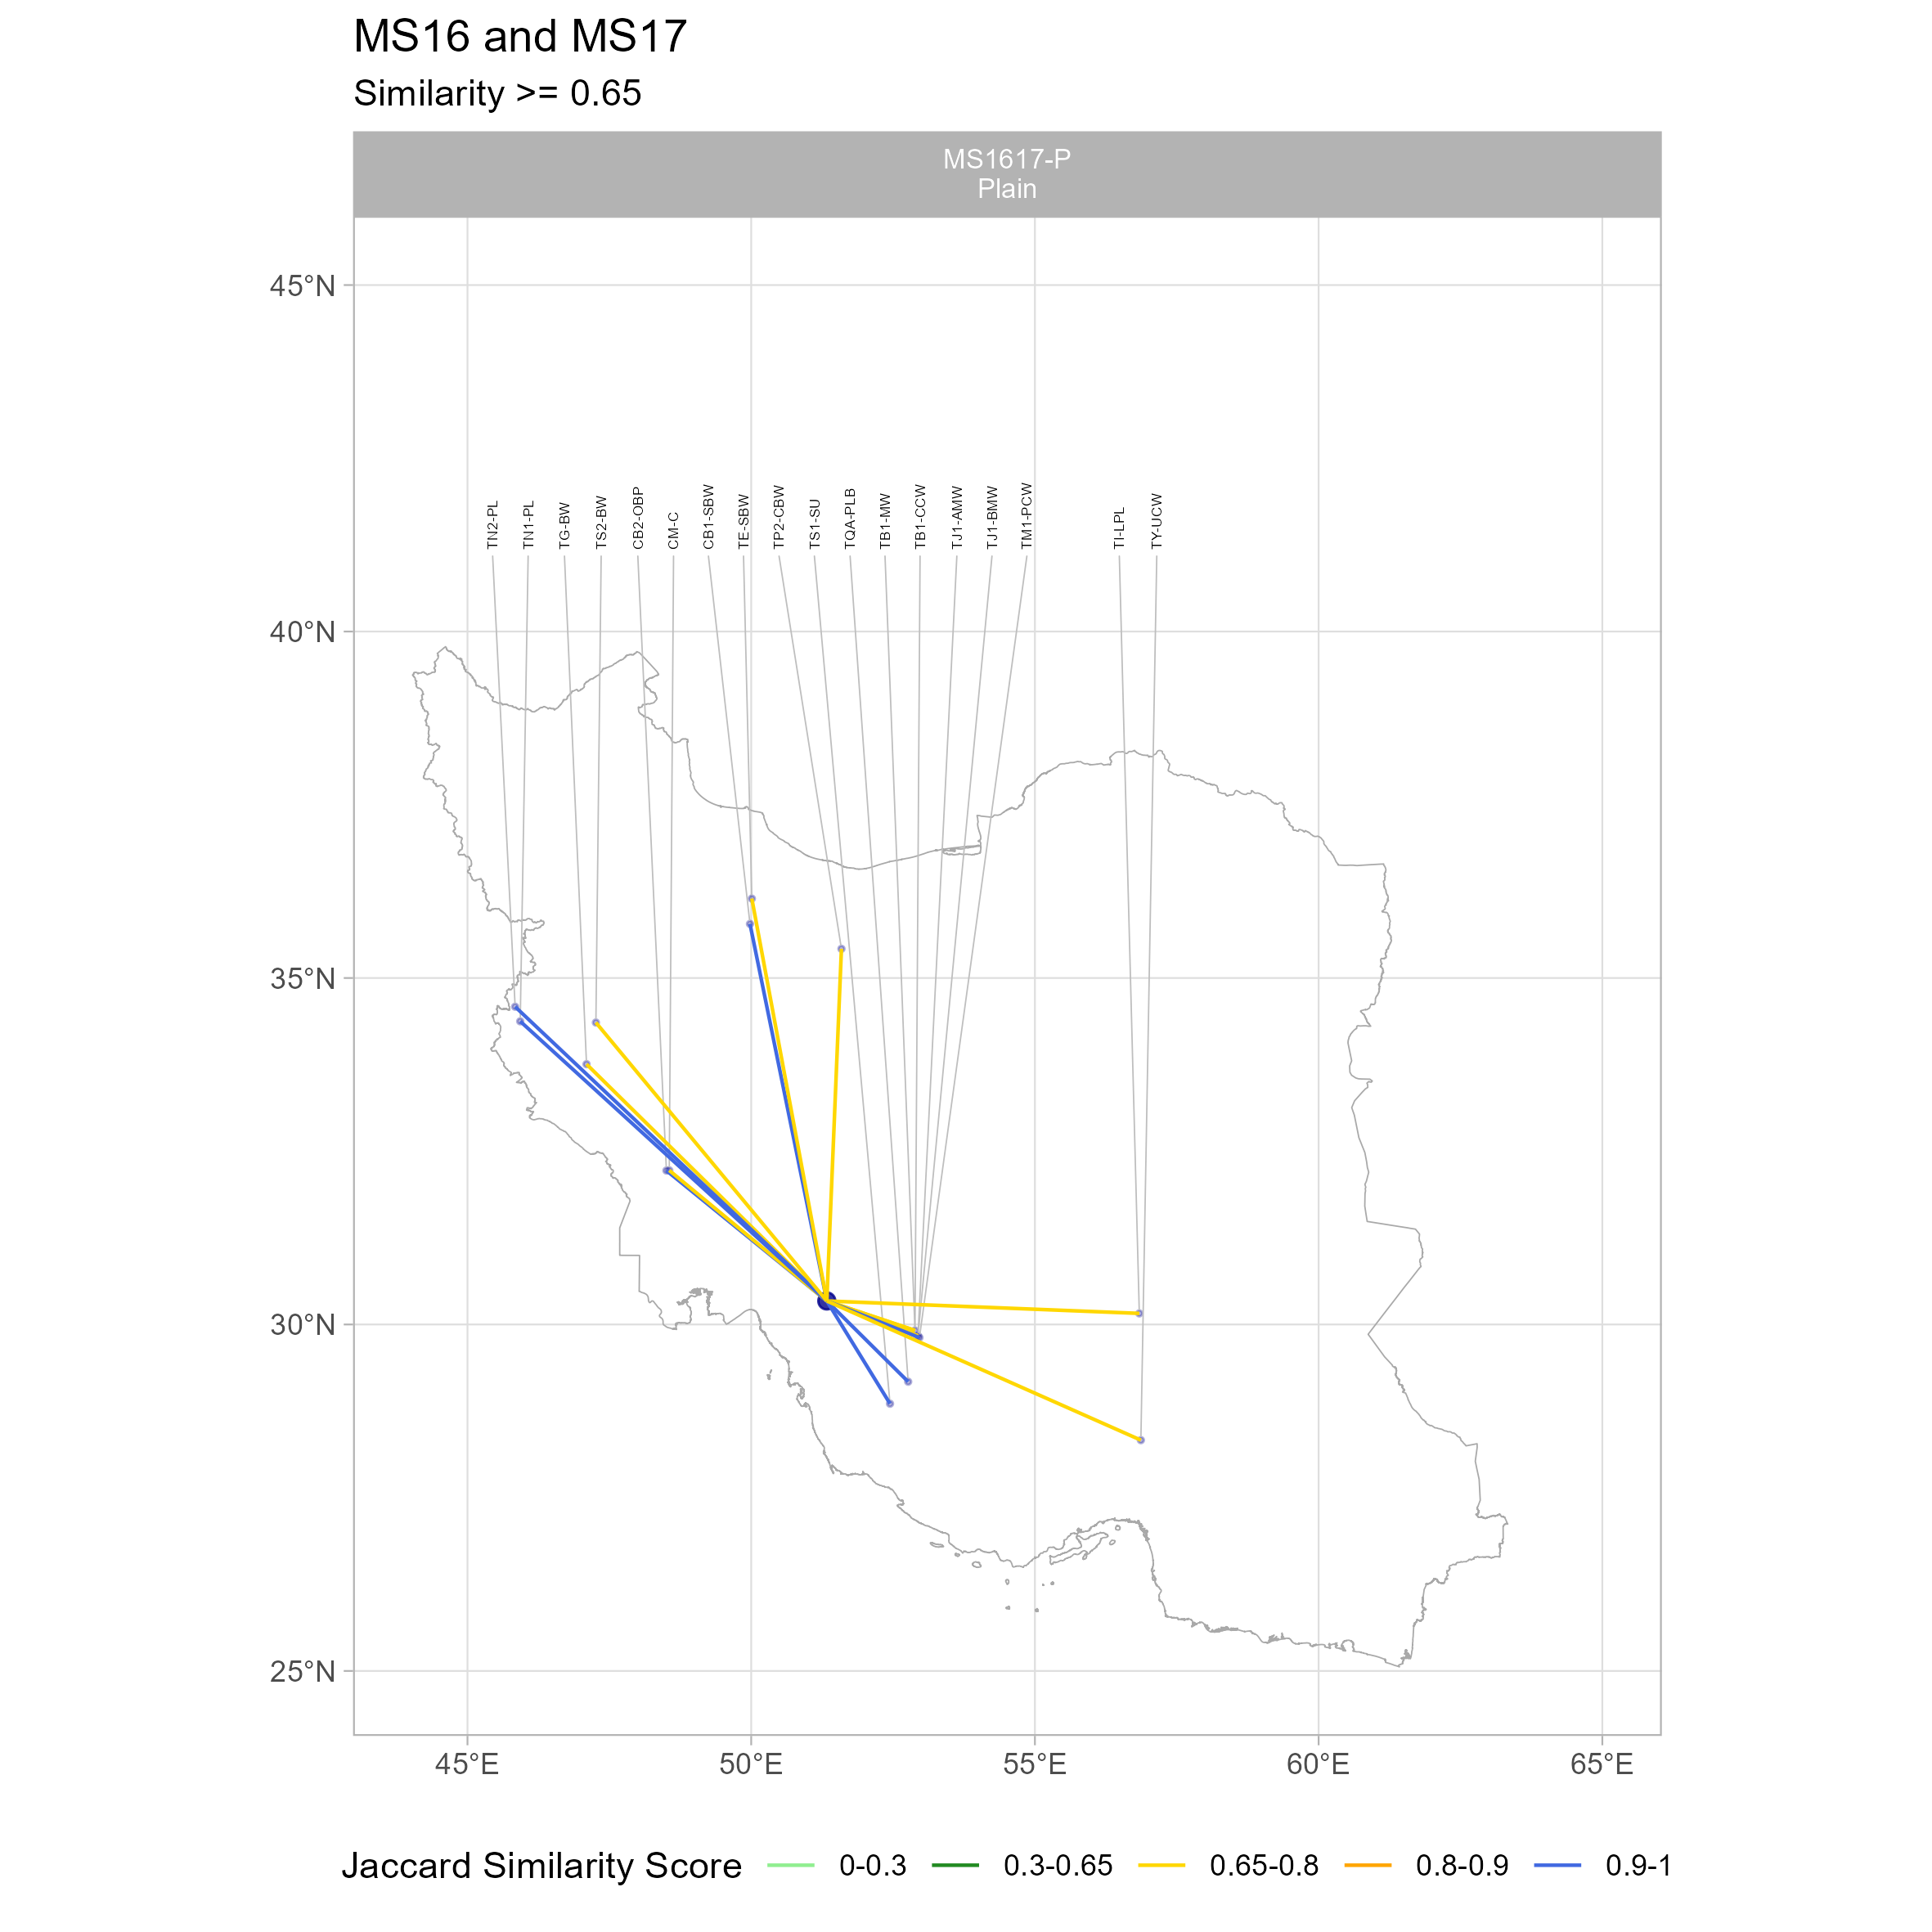 MS16 and MS17
Similarity >= 0.65
MS1617-P
Plain
45°N
40°N
35°N
30°N
25°N
TN2-PL
TN1-PL
TG-BW
TS2-BW
CB2-OBP
CM-C
CB1-SBW
TE-SBW
TP2-CBW
TS1-SU
TQA-PLB
TB1-MW
TB1-CCW
TJ1-AMW
TJ1-BMW
TM1-PCW
TI-LPL
TY-UCW
45°E 50°E 55°E 60°E 65°E
Jaccard Similarity Score 0-0.3 0.3-0.65 0.65-0.8 0.8-0.9 0.9-1